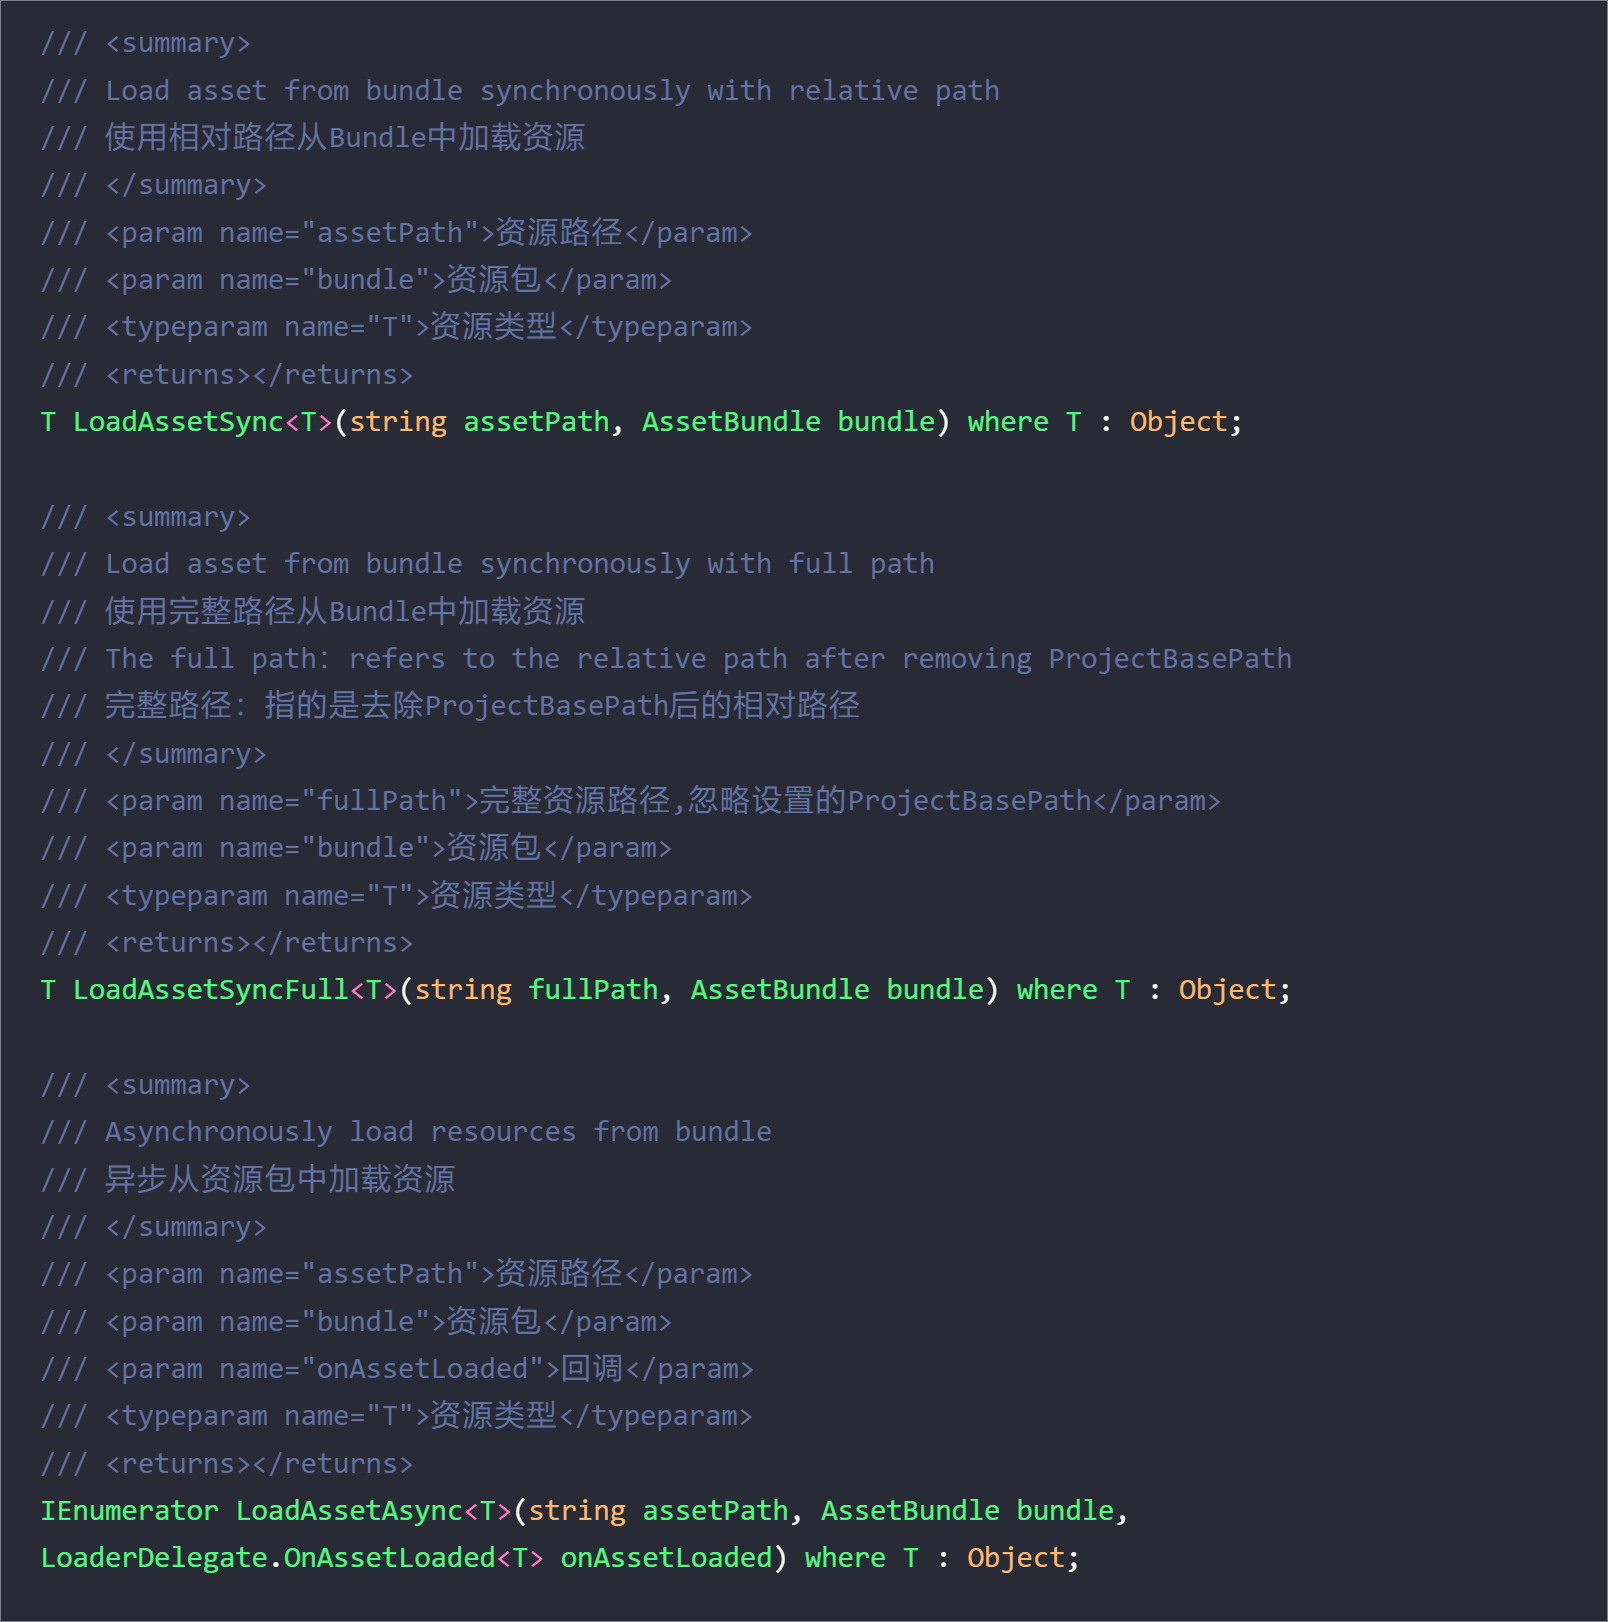 /// <summary>
/// Load asset from bundle synchronously with relative path
/// 使用相对路径从Bundle中加载资源
/// </summary>
/// <param name="assetPath">资源路径</param>
/// <param name="bundle">资源包</param>
/// <typeparam name="T">资源类型</typeparam>
/// <returns></returns>
T LoadAssetSync<T>(string assetPath, AssetBundle bundle) where T : Object;

/// <summary>
/// Load asset from bundle synchronously with full path
/// 使用完整路径从Bundle中加载资源
/// The full path：refers to the relative path after removing ProjectBasePath
/// 完整路径：指的是去除ProjectBasePath后的相对路径
/// </summary>
/// <param name="fullPath">完整资源路径,忽略设置的ProjectBasePath</param>
/// <param name="bundle">资源包</param>
/// <typeparam name="T">资源类型</typeparam>
/// <returns></returns>
T LoadAssetSyncFull<T>(string fullPath, AssetBundle bundle) where T : Object;

/// <summary>
/// Asynchronously load resources from bundle
/// 异步从资源包中加载资源
/// </summary>
/// <param name="assetPath">资源路径</param>
/// <param name="bundle">资源包</param>
/// <param name="onAssetLoaded">回调</param>
/// <typeparam name="T">资源类型</typeparam>
/// <returns></returns>
IEnumerator LoadAssetAsync<T>(string assetPath, AssetBundle bundle,
LoaderDelegate.OnAssetLoaded<T> onAssetLoaded) where T : Object;